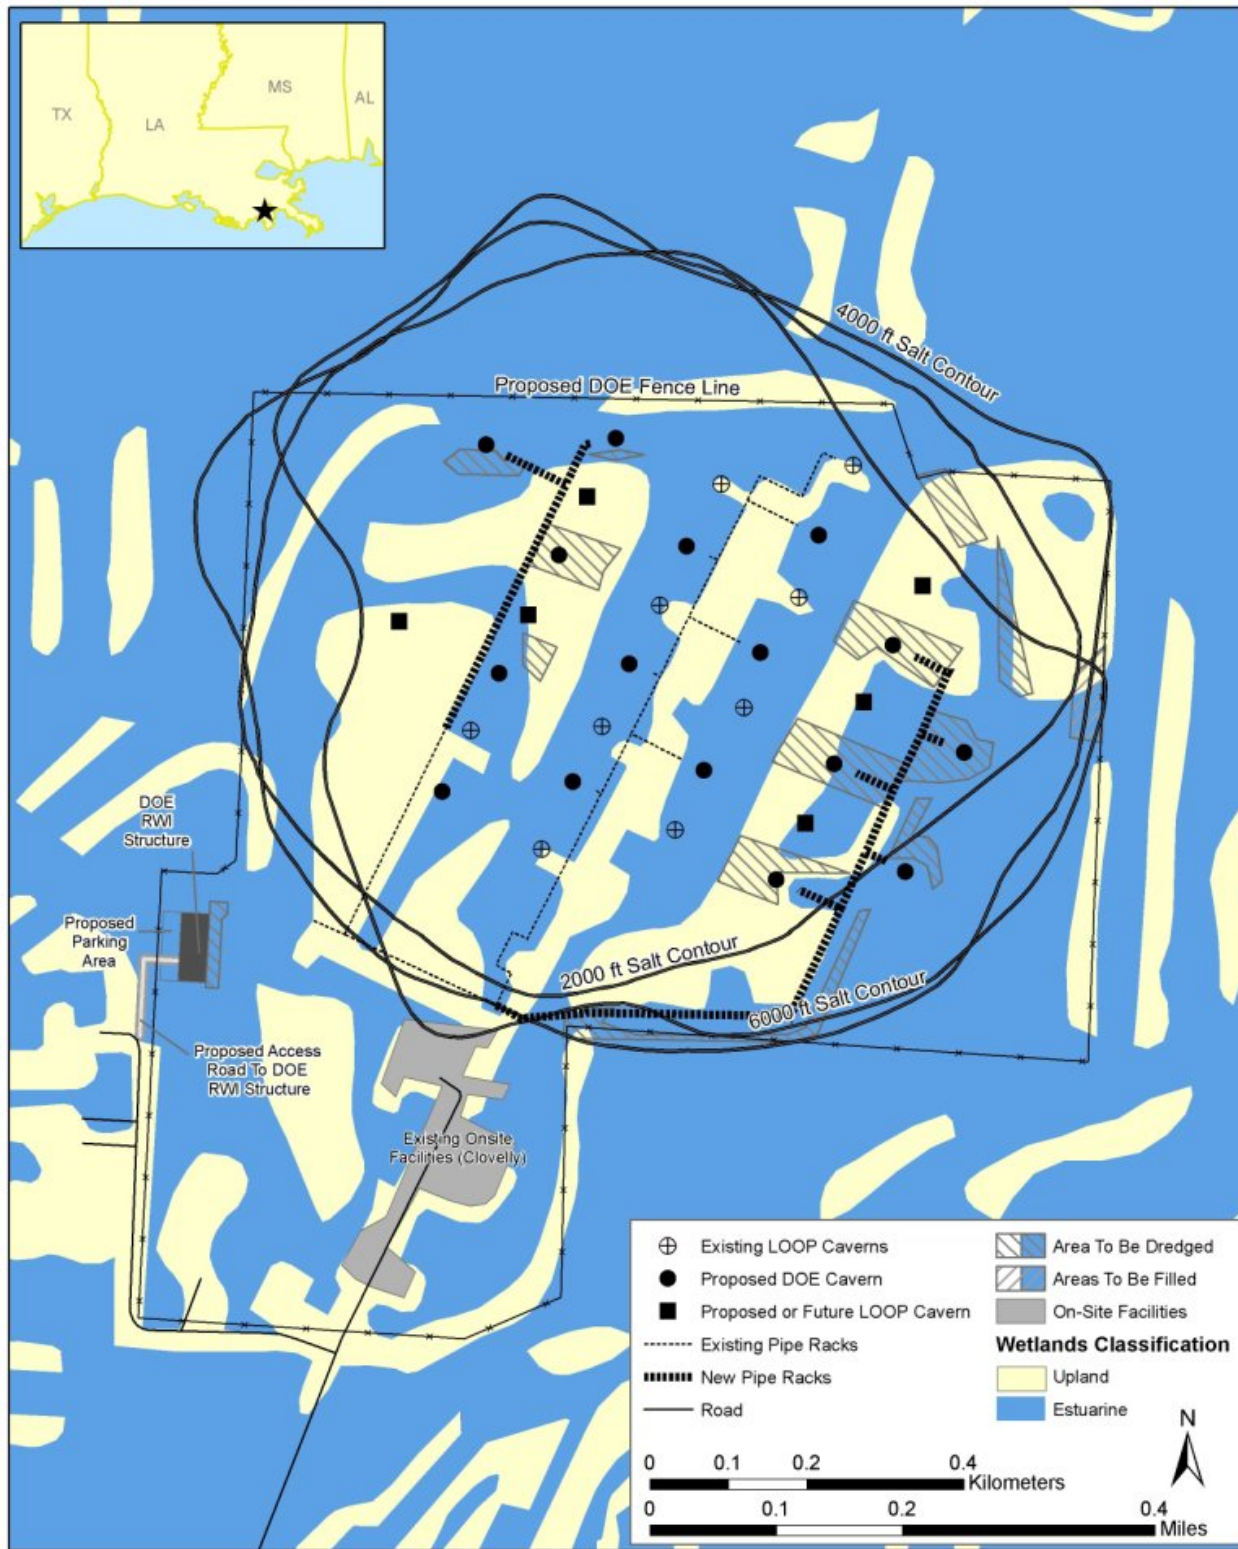 TX
LA
MS
AL
4000 ft Salt Contour
Proposed DOE Fence Line
DOE
RWI
Structure
Proposed
Parking
Area
2000 ft Salt Contour
6000 ft Salt Contour
Proposed Access
Road To DOE
RWI Structure
Existing Onsite
Facilities (Clovelly)
Existing LOOP Caverns
Proposed DOE Cavern
Proposed or Future LOOP Cavern
Existing Pipe Racks
New Pipe Racks
Road
Area To Be Dredged
Areas To Be Filled
On-Site Facilities
Wetlands Classification
Upland
Estuarine
N
0 0.1 0.2 0.4
Kilometers
0 0.1 0.2 0.4
Miles